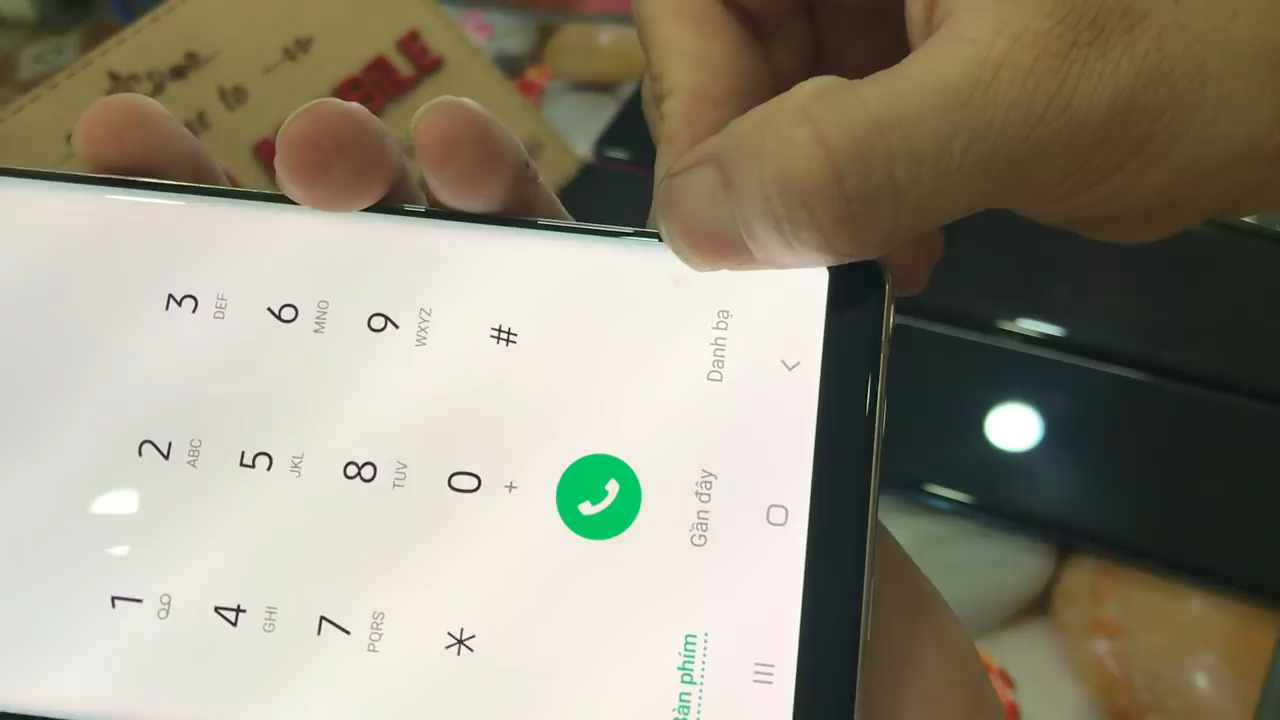 1 2 3
ABC DEF
4 5 6
GHI JKL MNO
7 8 9
PQRS TUV WXYZ
* 0 #
+
Bàn phím Gần đây Danh bạ